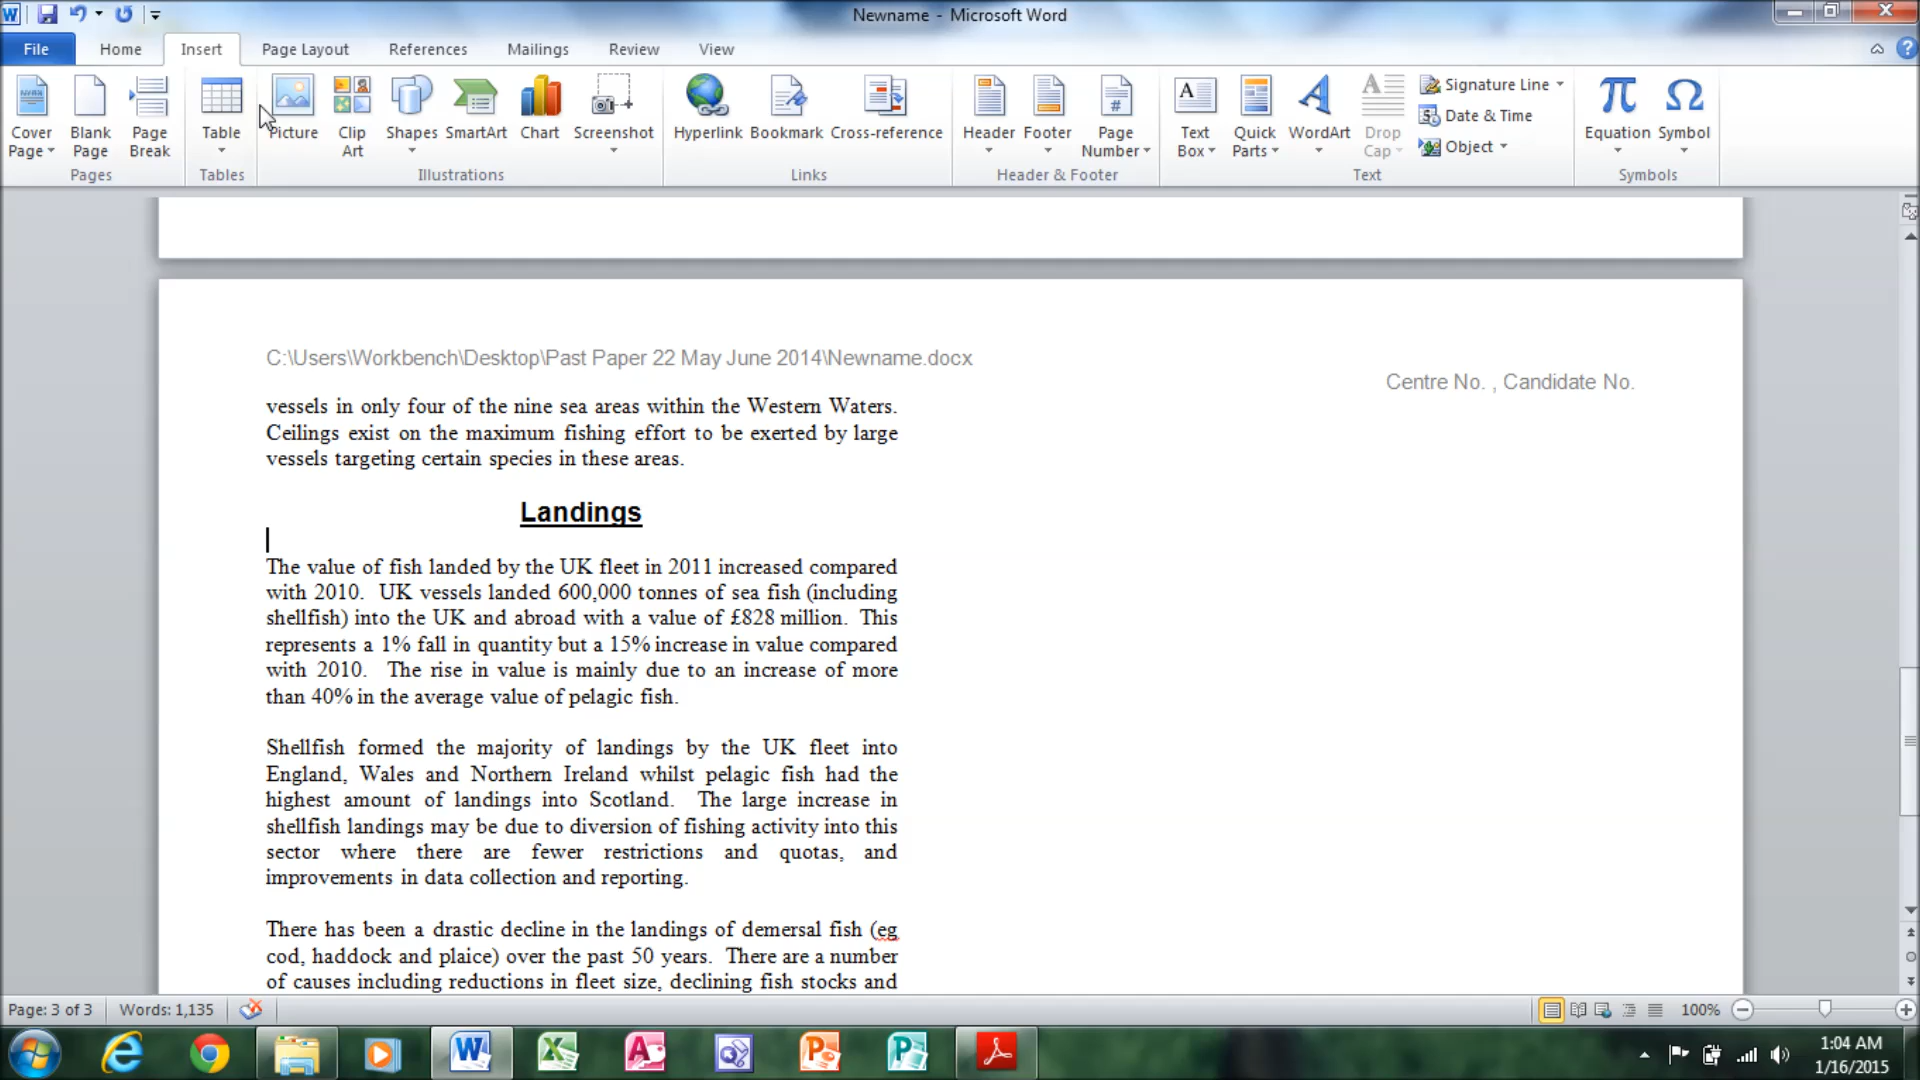 Newname - Microsoft Word
File Home Insert Page Layout References Mailings Review View
Cover Page Blank Page Page Break Table Picture Clip Art Shapes SmartArt Chart Screenshot Hyperlink Bookmark Cross-reference Header Footer Page Number Text Box Quick Parts WordArt Drop Cap Signature Line Date & Time Object Equation Symbol
Pages Tables Illustrations Links Header & Footer Text Symbols
C:\Users\Workbench\Desktop\Past Paper 22 May June 2014\Newname.docx
Centre No. , Candidate No.
vessels in only four of the nine sea areas within the Western Waters.
Ceilings exist on the maximum fishing effort to be exerted by large
vessels targeting certain species in these areas.
Landings
The value of fish landed by the UK fleet in 2011 increased compared
with 2010. UK vessels landed 600,000 tonnes of sea fish (including
shellfish) into the UK and abroad with a value of £828 million. This
represents a 1% fall in quantity but a 15% increase in value compared
with 2010. The rise in value is mainly due to an increase of more
than 40% in the average value of pelagic fish.
Shellfish formed the majority of landings by the UK fleet into
England, Wales and Northern Ireland whilst pelagic fish had the
highest amount of landings into Scotland. The large increase in
shellfish landings may be due to diversion of fishing activity into this
sector where there are fewer restrictions and quotas, and
improvements in data collection and reporting.
There has been a drastic decline in the landings of demersal fish (eg
cod, haddock and plaice) over the past 50 years. There are a number
of causes including reductions in fleet size, declining fish stocks and
Page: 3 of 3 Words: 1,135 100%
1:04 AM
1/16/2015